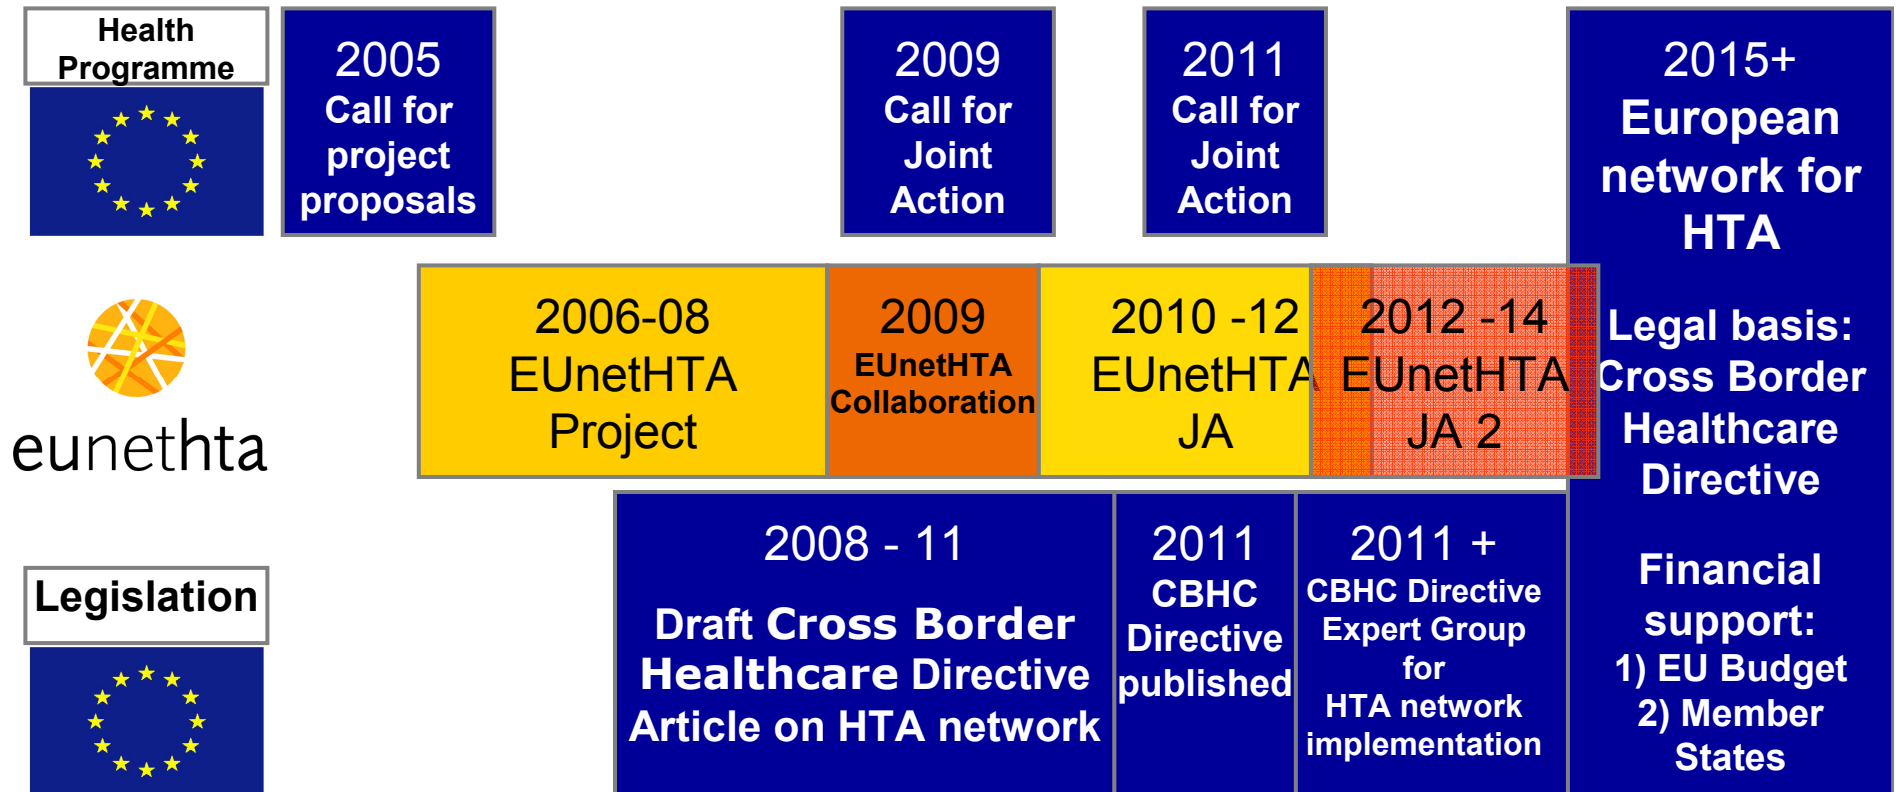 Health
Programme
2005
Call for
project
proposals
2009
Call for
Joint
Action
2011
Call for
Joint
Action
2015+
European
network for
HTA
Legal basis:
Cross Border
Healthcare
Directive
Financial
support:
1) EU Budget
2) Member
States
eunethta
2006-08
EUnetHTA
Project
2009
EUnetHTA
Collaboration
2010 -12
EUnetHTA
JA
2012 -14
EUnetHTA
JA 2
Legislation
2008 - 11
Draft Cross Border
Healthcare Directive
Article on HTA network
2011
CBHC
Directive
published
2011 +
CBHC Directive
Expert Group
for
HTA network
implementation